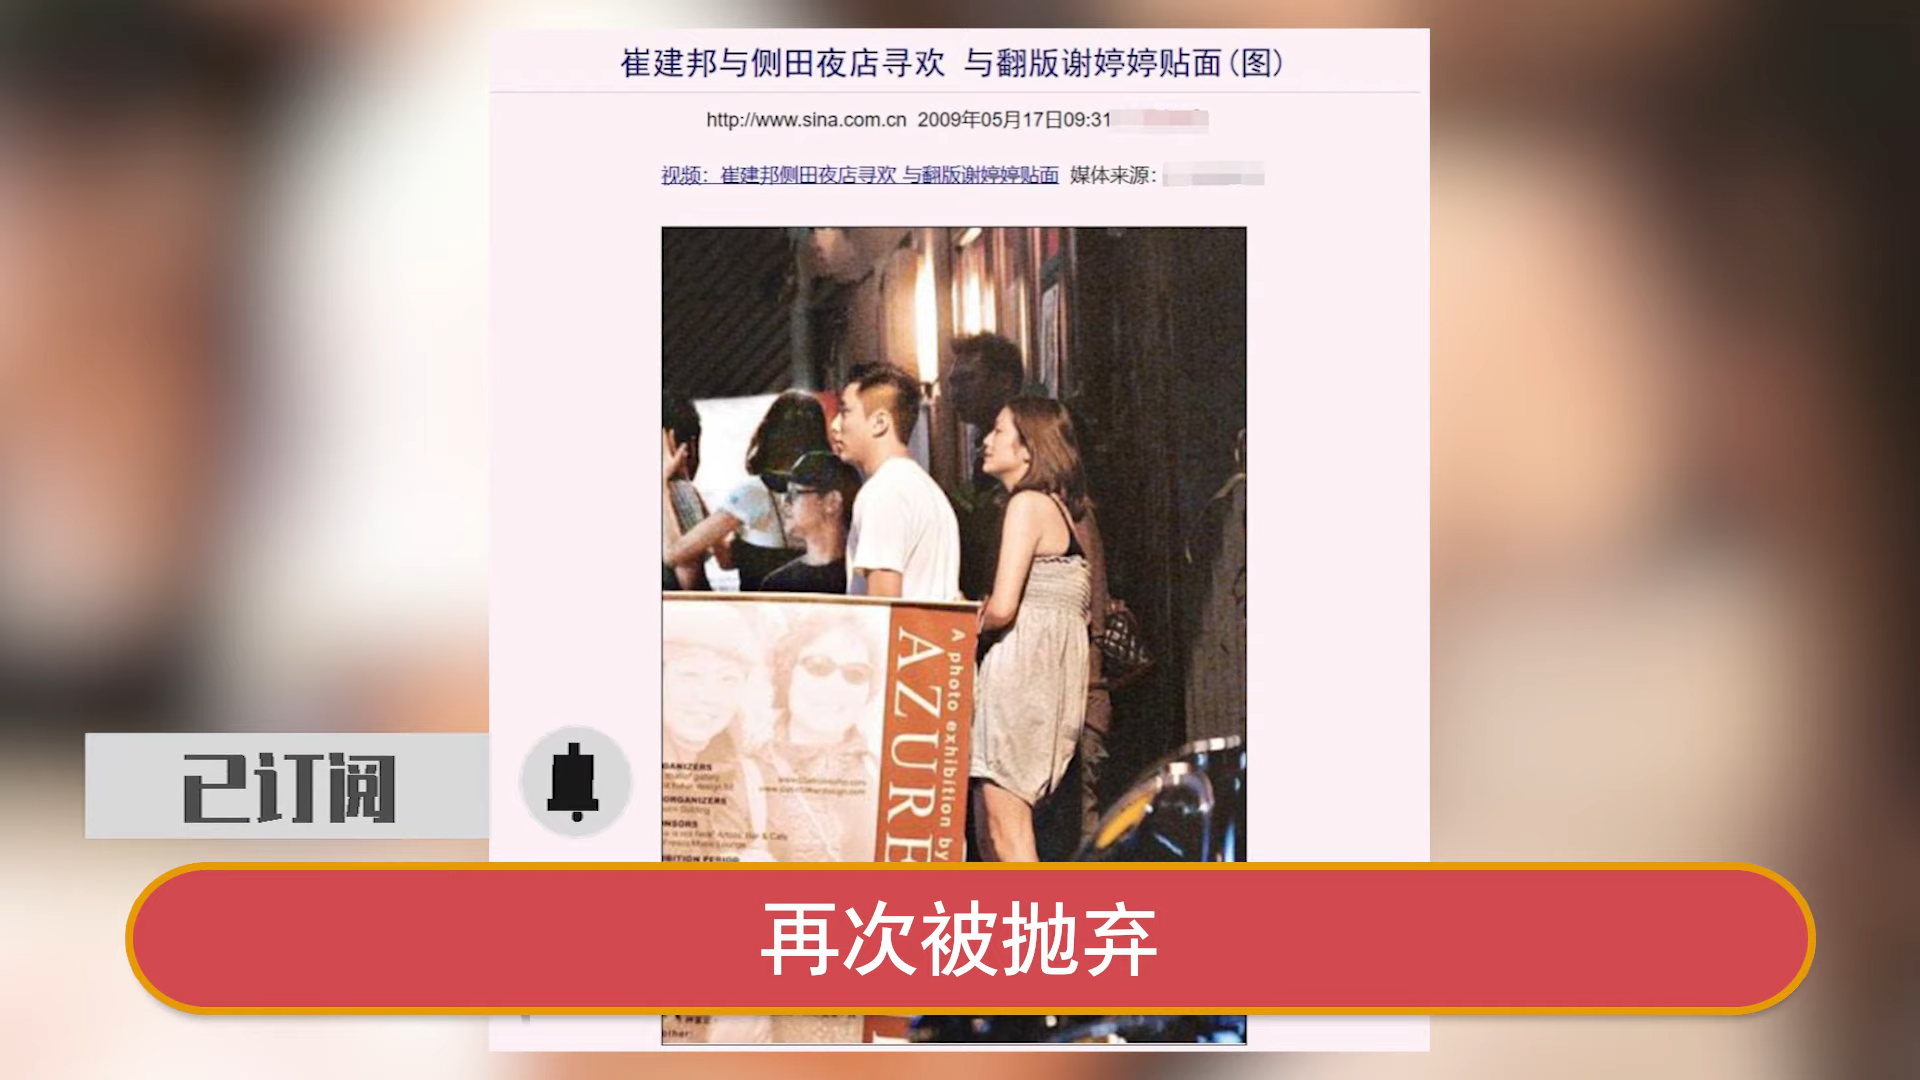 崔建邦与侧田夜店寻欢 与翻版谢婷婷贴面(图)
http://www.sina.com.cn 2009年05月17日09:31
视频：崔建邦侧田夜店寻欢 与翻版谢婷婷贴面 媒体来源：
A photo exhibition by
AZURE
ORGANIZERS
已订阅
再次被抛弃